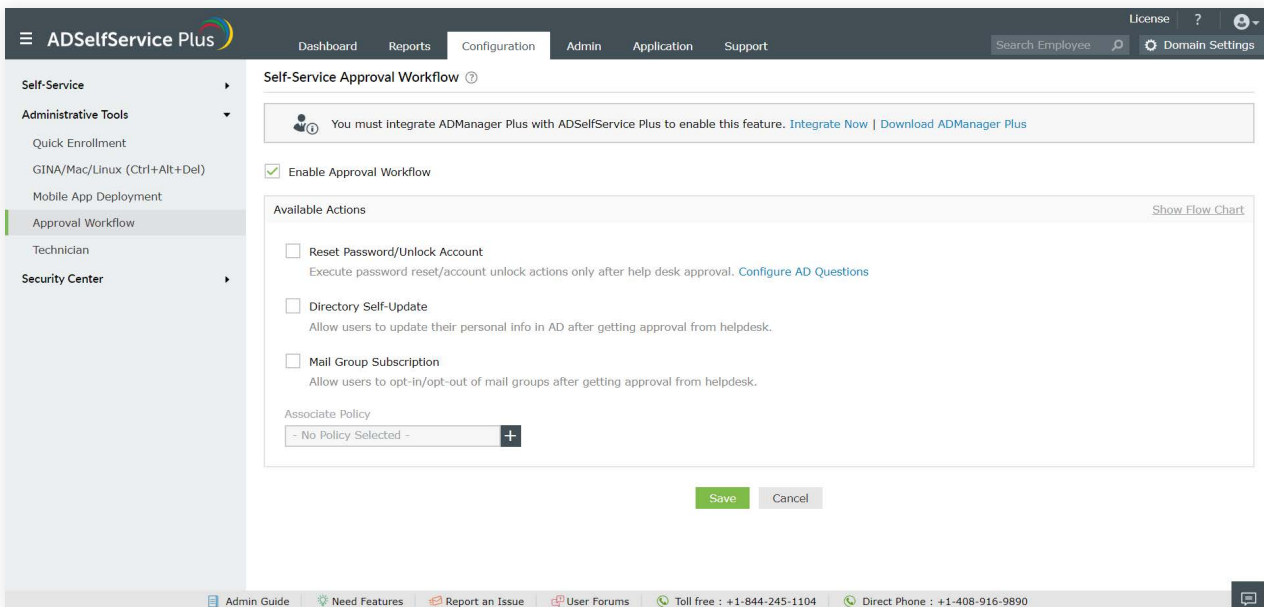 License ?
ADSelfService Plus
Dashboard Reports Configuration Admin Application Support
Search Employee Domain Settings
Self-Service
Administrative Tools
Quick Enrollment
GINA/Mac/Linux (Ctrl+Alt+Del)
Mobile App Deployment
Approval Workflow
Technician
Security Center
Self-Service Approval Workflow ?
You must integrate ADManager Plus with ADSelfService Plus to enable this feature. Integrate Now | Download ADManager Plus
Enable Approval Workflow
Available Actions Show Flow Chart
Reset Password/Unlock Account
Execute password reset/account unlock actions only after help desk approval. Configure AD Questions
Directory Self-Update
Allow users to update their personal info in AD after getting approval from helpdesk.
Mail Group Subscription
Allow users to opt-in/opt-out of mail groups after getting approval from helpdesk.
Associate Policy
- No Policy Selected - +
Save Cancel
Admin Guide Need Features Report an Issue User Forums Toll free : +1-844-245-1104 Direct Phone : +1-408-916-9890